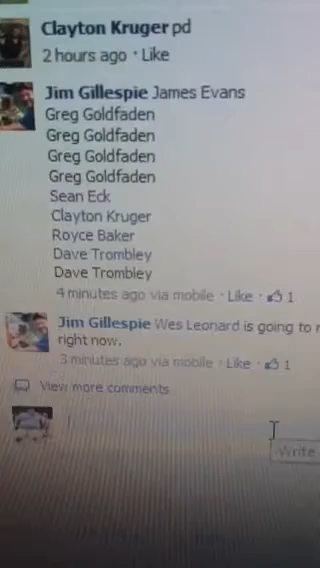 Clayton Kruger pd
2 hours ago · Like
Jim Gillespie James Evans
Greg Goldfaden
Greg Goldfaden
Greg Goldfaden
Greg Goldfaden
Sean Eck
Clayton Kruger
Royce Baker
Dave Trombley
Dave Trombley
4 minutes ago via mobile · Like · 1
Jim Gillespie Wes Leonard is going to
right now.
3 minutes ago via mobile · Like · 1
View more comments
Write